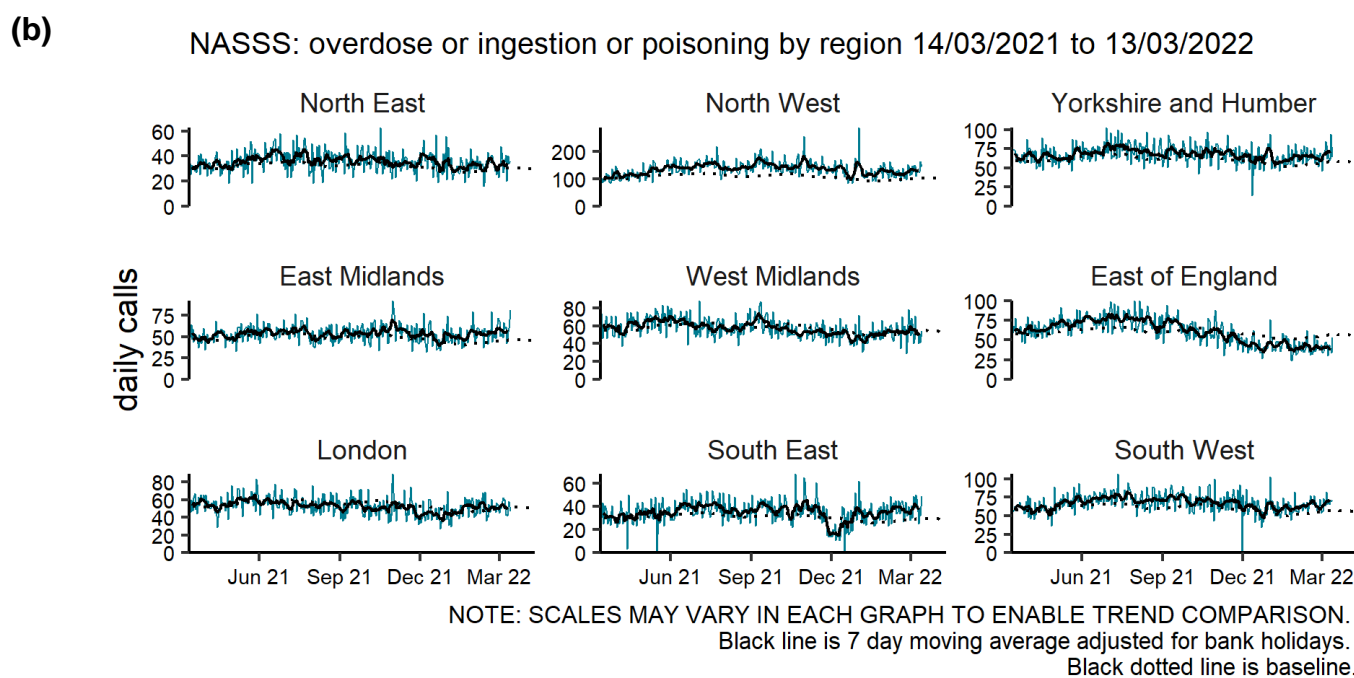 (b)
NASSS: overdose or ingestion or poisoning by region 14/03/2021 to 13/03/2022
daily calls
North East
60
40
20
0
North West
200
100
0
Yorkshire and Humber
100
75
50
25
0
East Midlands
75
50
25
0
West Midlands
80
60
40
20
0
East of England
100
75
50
25
0
London
80
60
40
20
0
Jun 21 Sep 21 Dec 21 Mar 22
South East
60
40
20
0
Jun 21 Sep 21 Dec 21 Mar 22
South West
100
75
50
25
0
Jun 21 Sep 21 Dec 21 Mar 22
NOTE: SCALES MAY VARY IN EACH GRAPH TO ENABLE TREND COMPARISON.
Black line is 7 day moving average adjusted for bank holidays.
Black dotted line is baseline.